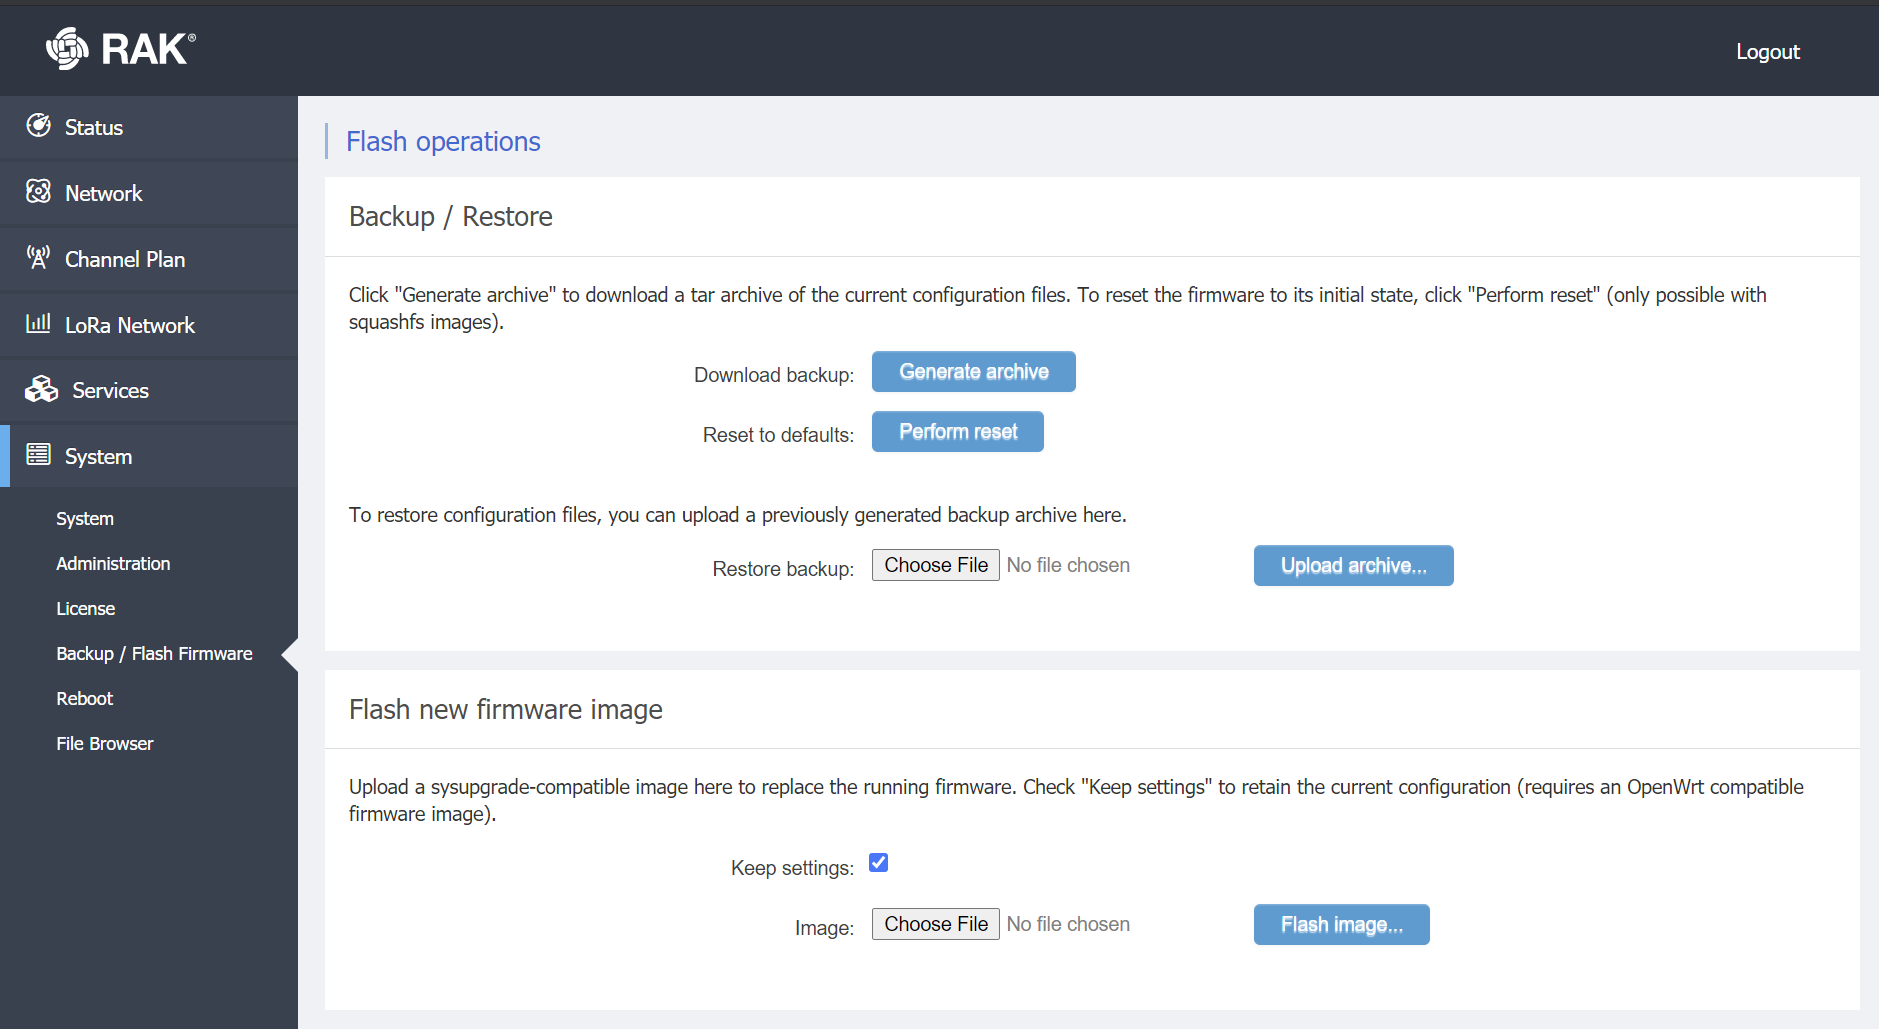 RAK®
Logout
Status
Network
Channel Plan
LoRa Network
Services
System
System
Administration
License
Backup / Flash Firmware
Reboot
File Browser
Flash operations
Backup / Restore
Click "Generate archive" to download a tar archive of the current configuration files. To reset the firmware to its initial state, click "Perform reset" (only possible with
squashfs images).
Download backup: Generate archive
Reset to defaults: Perform reset
To restore configuration files, you can upload a previously generated backup archive here.
Restore backup: Choose File No file chosen Upload archive...
Flash new firmware image
Upload a sysupgrade-compatible image here to replace the running firmware. Check "Keep settings" to retain the current configuration (requires an OpenWrt compatible
firmware image).
Keep settings:
Image: Choose File No file chosen Flash image...